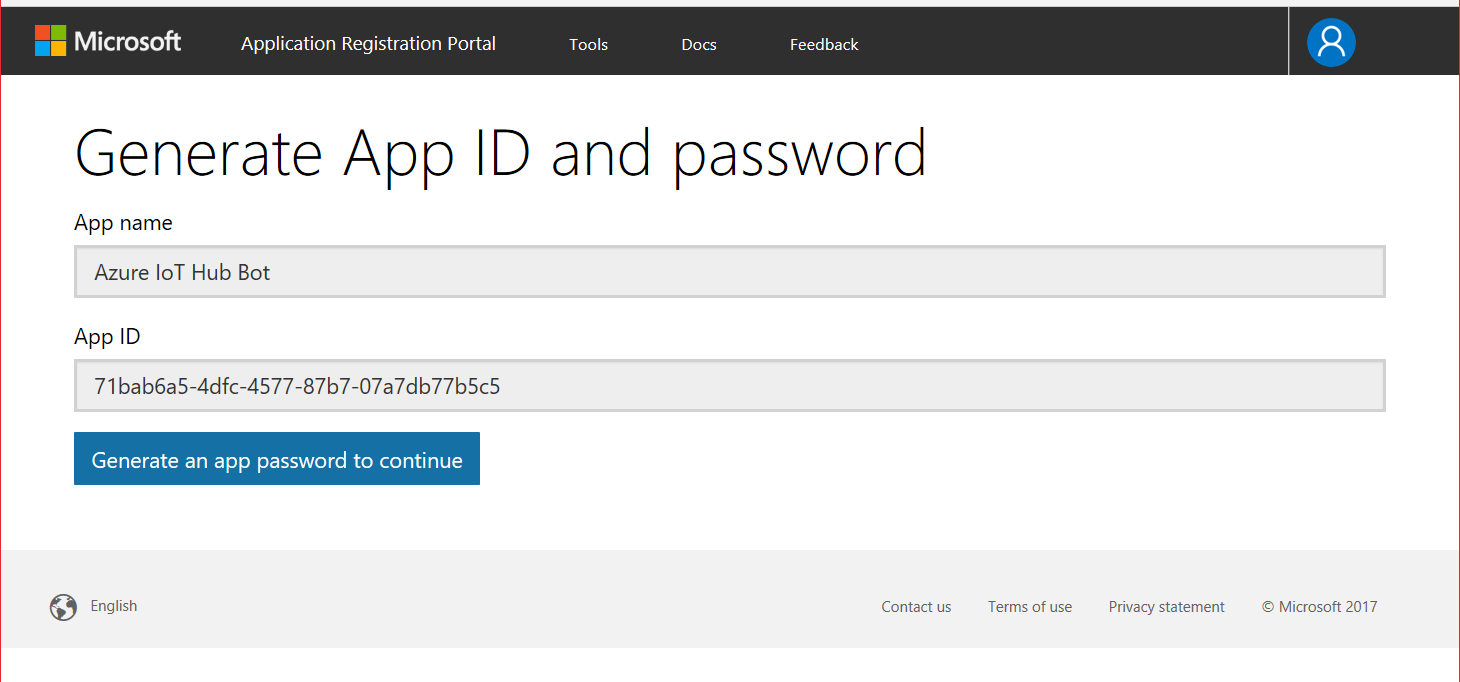 Microsoft Application Registration Portal Tools Docs Feedback
Generate App ID and password
App name
Azure IoT Hub Bot
App ID
71bab6a5-4dfc-4577-87b7-07a7db77b5c5
Generate an app password to continue
English Contact us Terms of use Privacy statement © Microsoft 2017